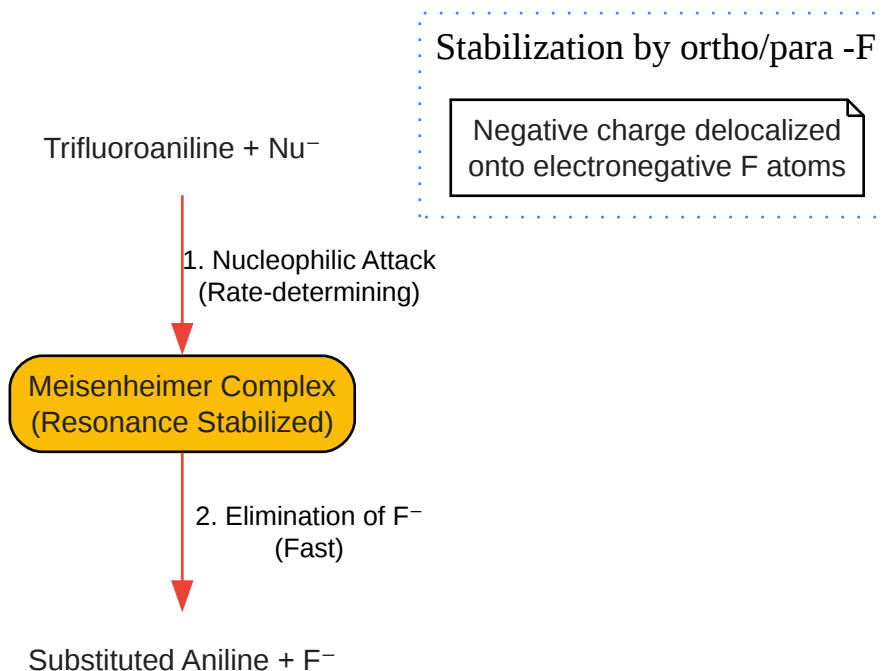 Stabilization by ortho/para -F
Negative charge delocalized
onto electronegative F atoms
Trifluoroaniline + Nu⁻
1. Nucleophilic Attack
(Rate-determining)
Meisenheimer Complex
(Resonance Stabilized)
2. Elimination of F⁻
(Fast)
Substituted Aniline + F⁻